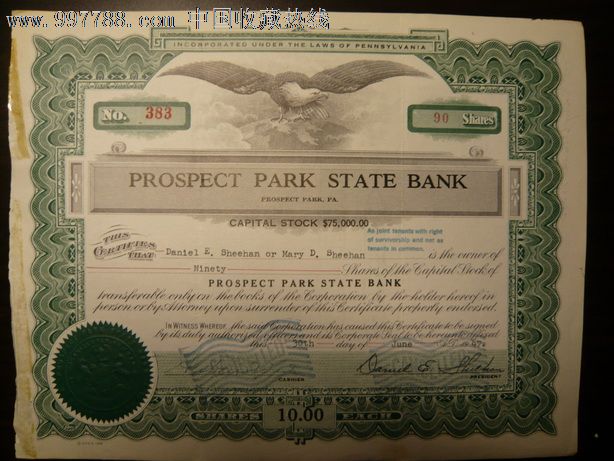 www.997788.com 中国收藏热线
INCORPORATED UNDER THE LAWS OF PENNSYLVANIA
No. 383
90 Shares
PROSPECT PARK STATE BANK
PROSPECT PARK, PA.
CAPITAL STOCK $75,000.00
As joint tenants with right
of survivorship and not as
tenants in common.
THIS CERTIFIES THAT Daniel E. Sheehan or Mary D. Sheehan is the owner of
Ninety Shares of the Capital Stock of
PROSPECT PARK STATE BANK
transferable only on the books of the Corporation by the holder hereof in
person or by Attorney upon surrender of this Certificate properly endorsed.
IN WITNESS WHEREOF, the said Corporation has caused this Certificate to be signed
by its duly authorized officers and its Corporate Seal to be hereunto affixed
this 30th day of June
CASHIER
Daniel E. Sheehan
PRESIDENT
SHARES 10.00 EACH